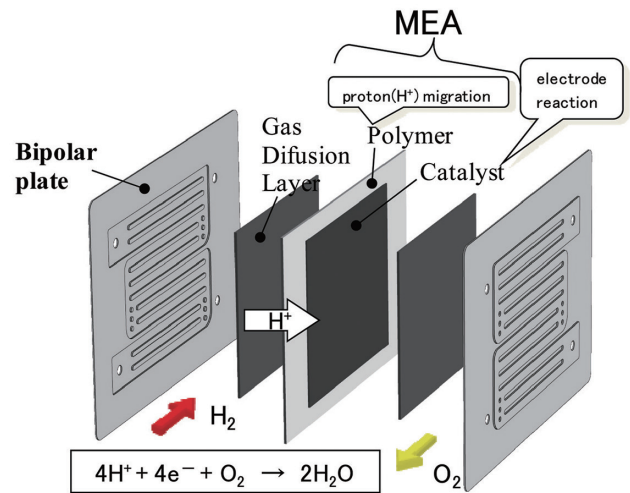 MEA
proton(H⁺) migration
electrode
reaction
Gas
Difusion
Layer
Polymer
Bipolar
plate
Catalyst
H⁺
H₂
4H⁺ + 4e⁻ + O₂ → 2H₂O
O₂